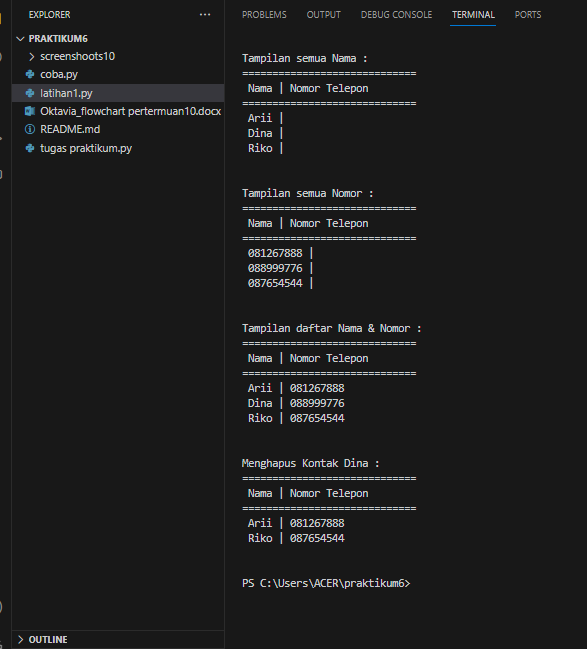 EXPLORER ...
PRAKTIKUM6
screenshoots10
coba.py
latihan1.py
Oktavia_flowchart pertermuan10.docx
README.md
tugas praktikum.py
OUTLINE
PROBLEMS OUTPUT DEBUG CONSOLE TERMINAL PORTS
Tampilan semua Nama :
=============================
Nama | Nomor Telepon
=============================
Arii |
Dina |
Riko |
Tampilan semua Nomor :
=============================
Nama | Nomor Telepon
=============================
081267888 |
088999776 |
087654544 |
Tampilan daftar Nama & Nomor :
=============================
Nama | Nomor Telepon
=============================
Arii | 081267888
Dina | 088999776
Riko | 087654544
Menghapus Kontak Dina :
=============================
Nama | Nomor Telepon
=============================
Arii | 081267888
Riko | 087654544
PS C:\Users\ACER\praktikum6>